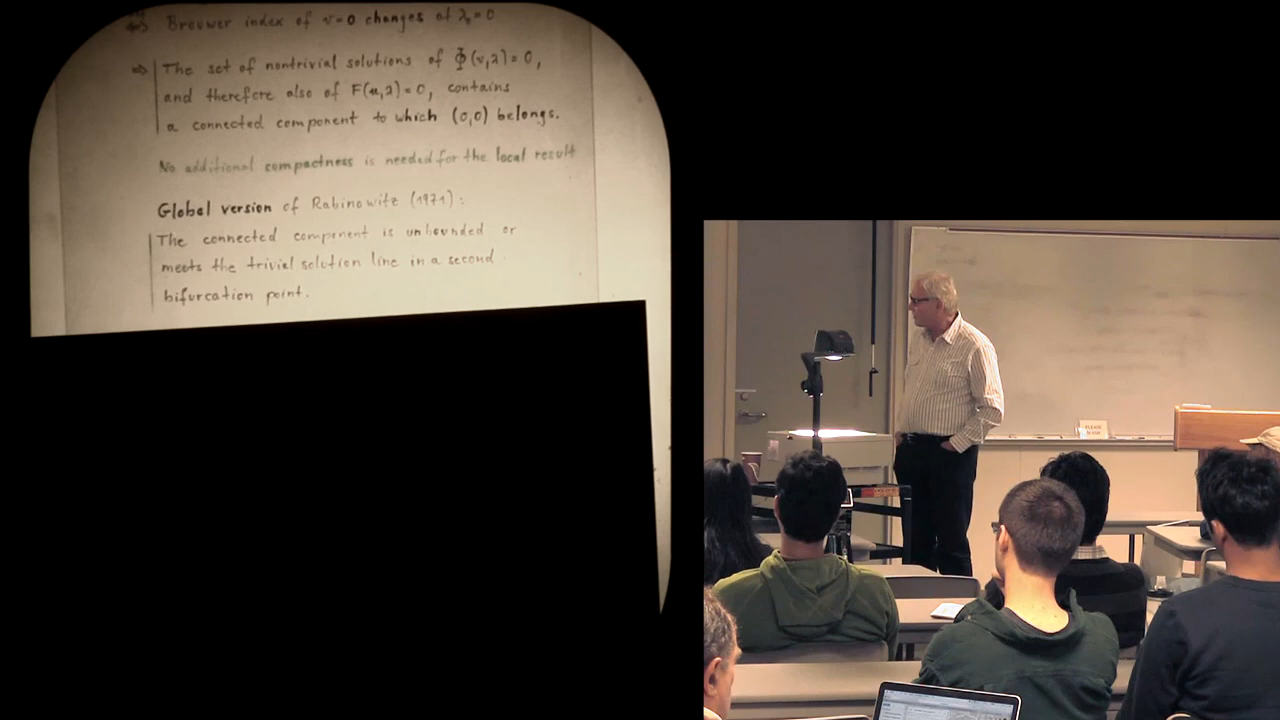 ⇔ Brouwer index of v=0 changes at λ₀=0
⇒ The set of nontrivial solutions of Φ(v,λ)=0,
and therefore also of F(u,λ)=0, contains
a connected component to which (0,0) belongs.
No additional compactness is needed for the local result
Global version of Rabinowitz (1971):
The connected component is unbounded or
meets the trivial solution line in a second
bifurcation point.
PLEASE